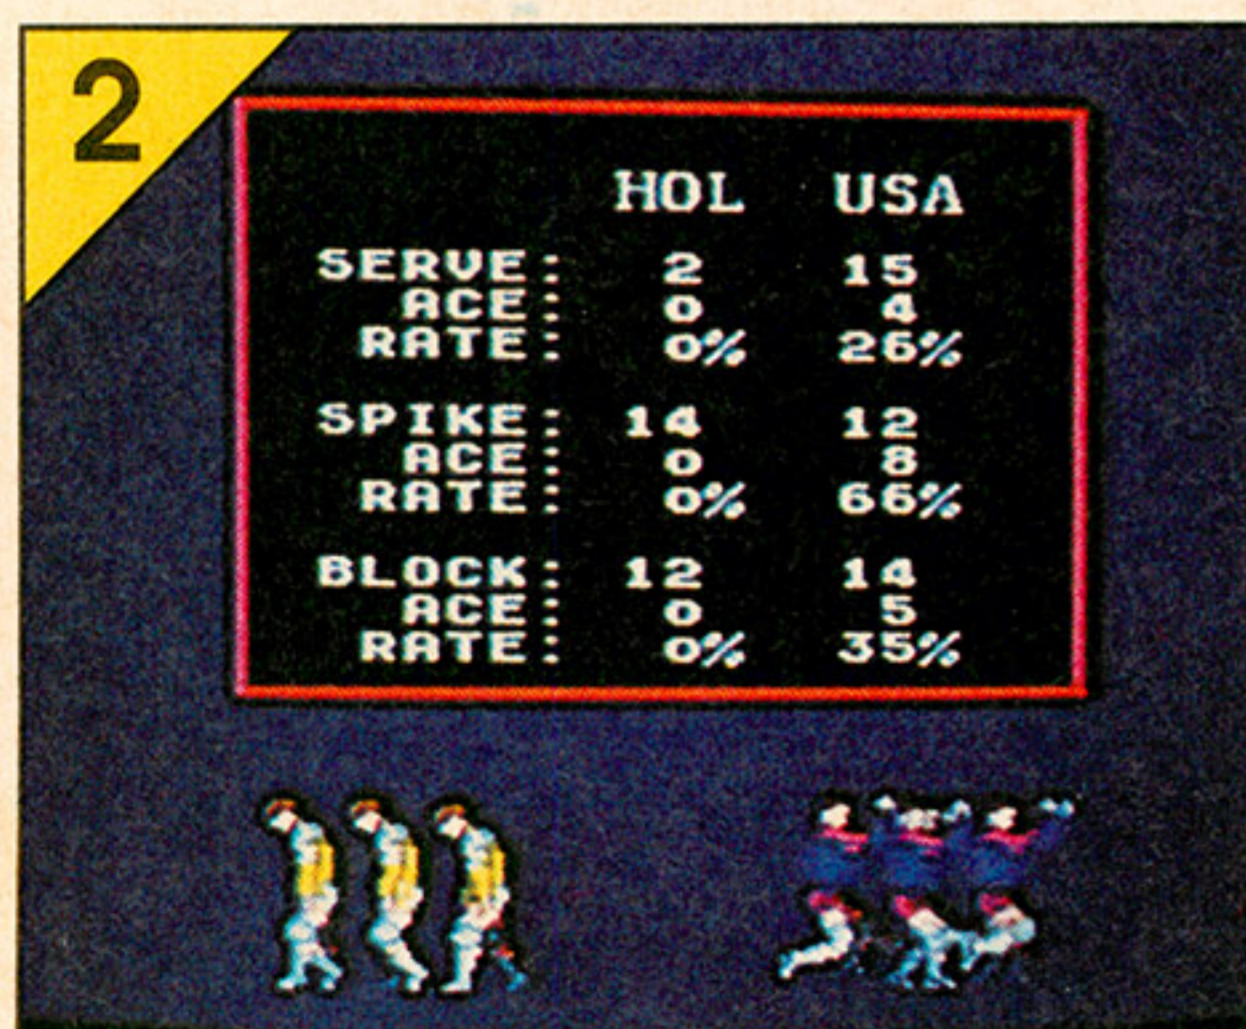 2
HOL USA
SERVE: 2 15
ACE: 0 4
RATE: 0% 26%
SPIKE: 14 12
ACE: 0 8
RATE: 0% 66%
BLOCK: 12 14
ACE: 0 5
RATE: 0% 35%